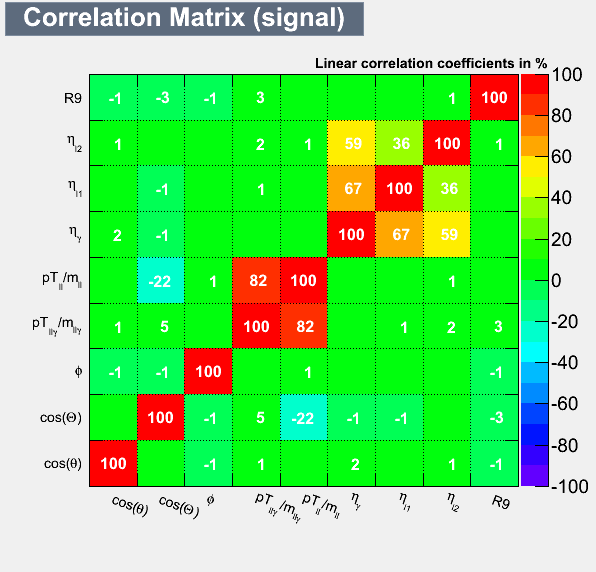 Correlation Matrix (signal)
Linear correlation coefficients in %
R9 -1 -3 -1 3 1 100
η_l2 1 2 1 59 36 100 1
η_l1 -1 1 67 100 36
η_γ 2 -1 100 67 59
pT_ll/m_ll -22 1 82 100 1
pT_llγ/m_llγ 1 5 100 82 1 2 3
ϕ -1 -1 100 1 -1
cos(Θ) 100 -1 5 -22 -1 -1 -3
cos(θ) 100 -1 1 2 1 -1
cos(θ) cos(Θ) ϕ pT_llγ/m_llγ pT_ll/m_ll η_γ η_l1 η_l2 R9
100
80
60
40
20
0
-20
-40
-60
-80
-100